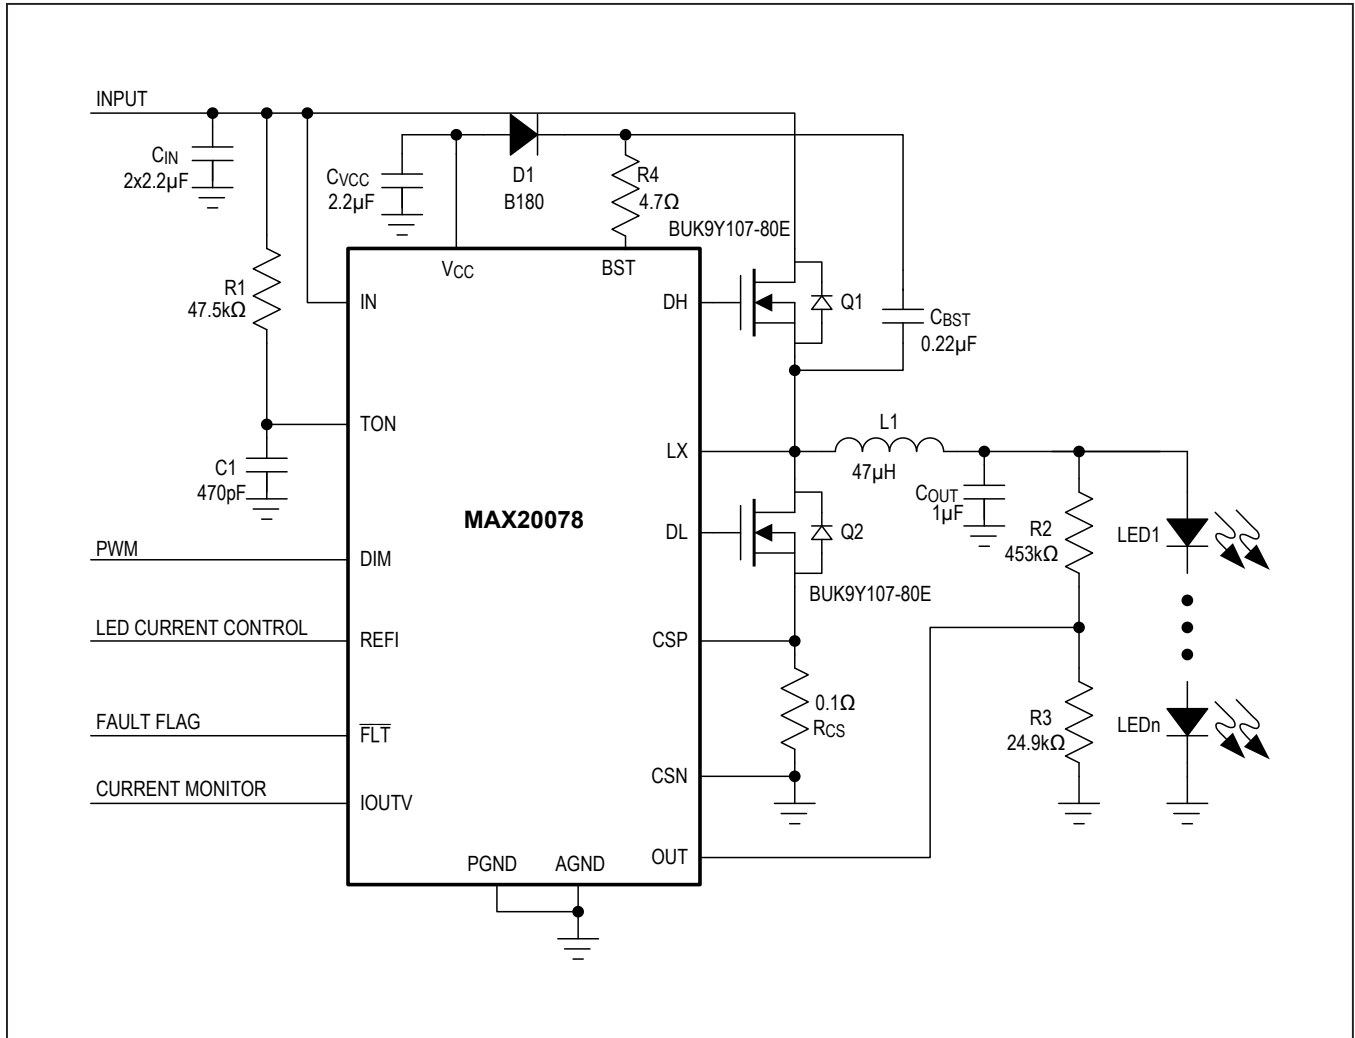 INPUT
CIN
2x2.2µF
CVCC
2.2µF
D1
B180
R4
4.7Ω
BUK9Y107-80E
R1
47.5kΩ
VCC
BST
IN
DH
Q1
CBST
0.22µF
TON
C1
470pF
LX
L1
47µH
COUT
1µF
MAX20078
DL
Q2
BUK9Y107-80E
R2
453kΩ
LED1
PWM
DIM
LED CURRENT CONTROL
REFI
CSP
0.1Ω
RCS
R3
24.9kΩ
LEDn
FAULT FLAG
FLT
CSN
CURRENT MONITOR
IOUTV
OUT
PGND
AGND